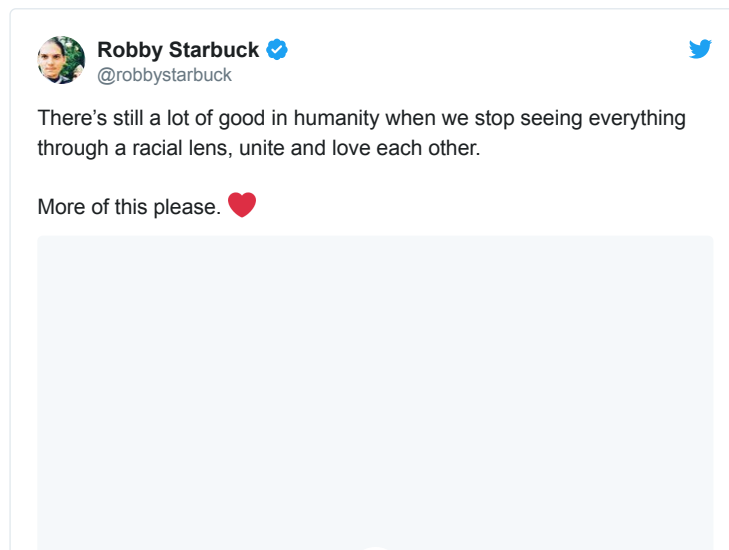 Robby Starbuck
@robbystarbuck
There’s still a lot of good in humanity when we stop seeing everything
through a racial lens, unite and love each other.
More of this please. ❤️